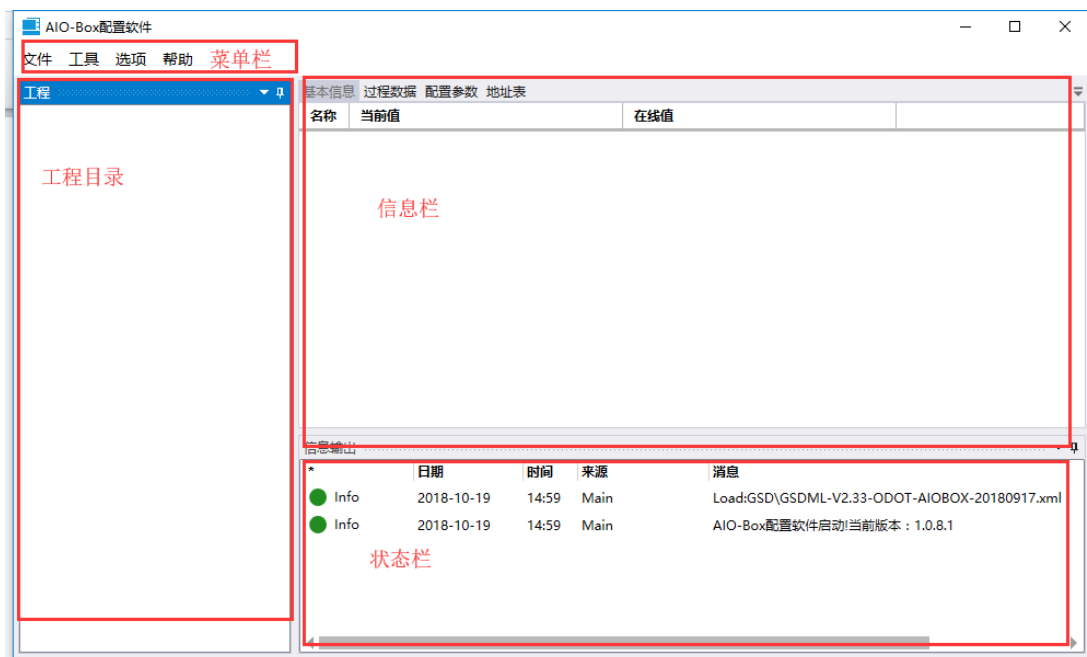 AIO-Box配置软件
文件 工具 选项 帮助 菜单栏
工程
工程目录
基本信息 过程数据 配置参数 地址表
名称 当前值 在线值
信息栏
信息输出
* 日期 时间 来源 消息
Info 2018-10-19 14:59 Main Load:GSD\GSDML-V2.33-ODOT-AIOBOX-20180917.xml
Info 2018-10-19 14:59 Main AIO-Box配置软件启动!当前版本：1.0.8.1
状态栏